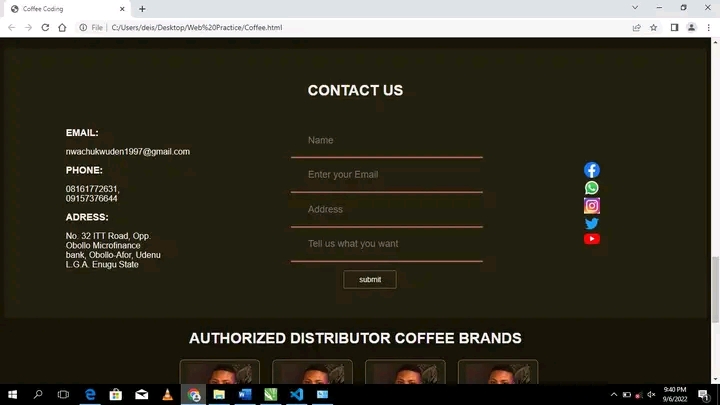 Coffee Coding
File | C:/Users/deis/Desktop/Web%20Practice/Coffee.html
CONTACT US
EMAIL:
nwachukwuden1997@gmail.com
PHONE:
08161772631,
09157376644
ADRESS:
No. 32 ITT Road, Opp.
Obollo Microfinance
bank, Obollo-Afor, Udenu
L.G.A. Enugu State
Name
Enter your Email
Address
Tell us what you want
submit
AUTHORIZED DISTRIBUTOR COFFEE BRANDS
9:40 PM
9/6/2022